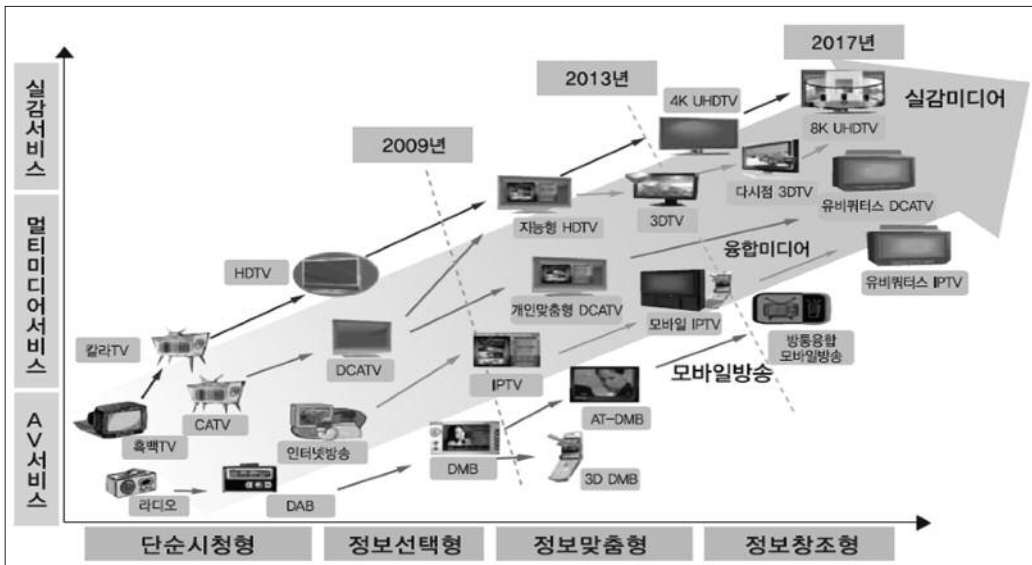 2017년
2013년
2009년
실감서비스
멀티미디어서비스
AV서비스
4K UHDTV
8K UHDTV
실감미디어
다시점 3DTV
유비쿼터스 DCATV
지능형 HDTV
3DTV
융합미디어
HDTV
개인맞춤형 DCATV
모바일 IPTV
유비쿼터스 IPTV
칼라TV
DCATV
IPTV
방통융합
모바일방송
모바일방송
CATV
AT-DMB
흑백TV
인터넷방송
DMB
3D DMB
라디오
DAB
단순시청형
정보선택형
정보맞춤형
정보창조형